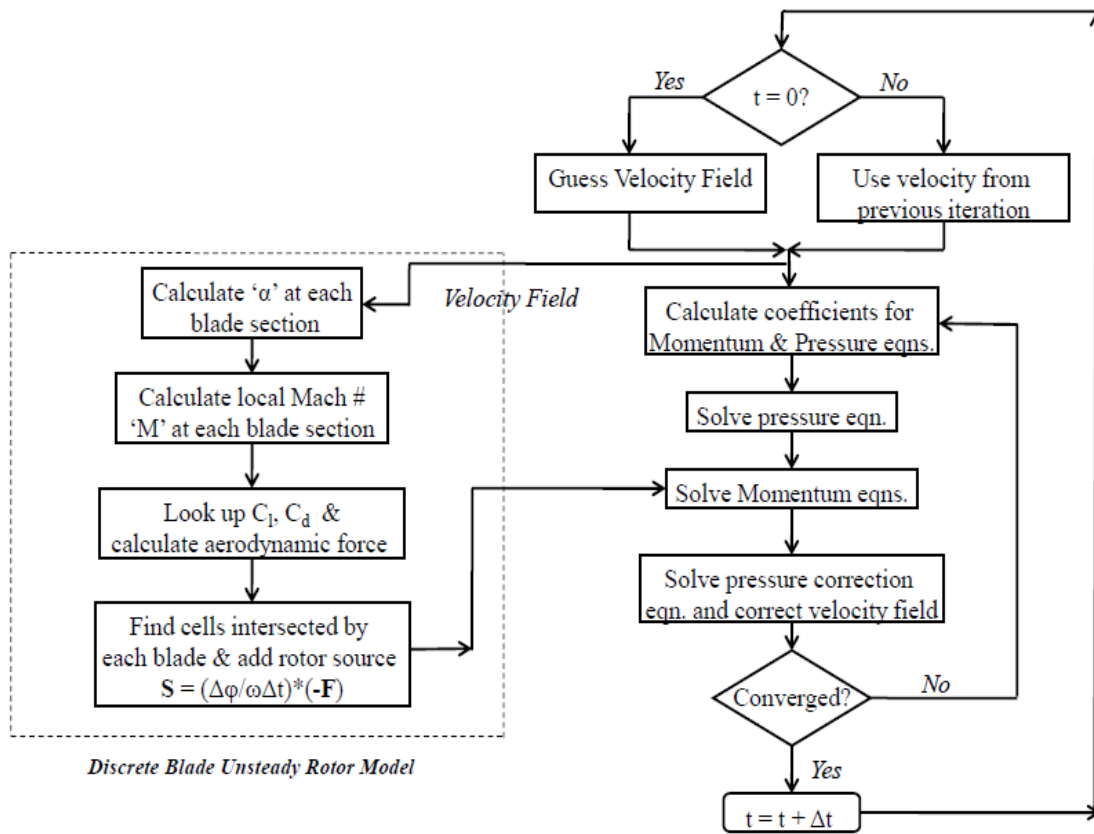 Yes
No
t = 0?
Guess Velocity Field
Use velocity from
previous iteration
Velocity Field
Calculate ‘α’ at each
blade section
Calculate local Mach #
‘M’ at each blade section
Look up Cl, Cd &
calculate aerodynamic force
Find cells intersected by
each blade & add rotor source
S = (Δφ/ωΔt)*(-F)
Discrete Blade Unsteady Rotor Model
Calculate coefficients for
Momentum & Pressure eqns.
Solve pressure eqn.
Solve Momentum eqns.
Solve pressure correction
eqn. and correct velocity field
Converged?
No
Yes
t = t + Δt